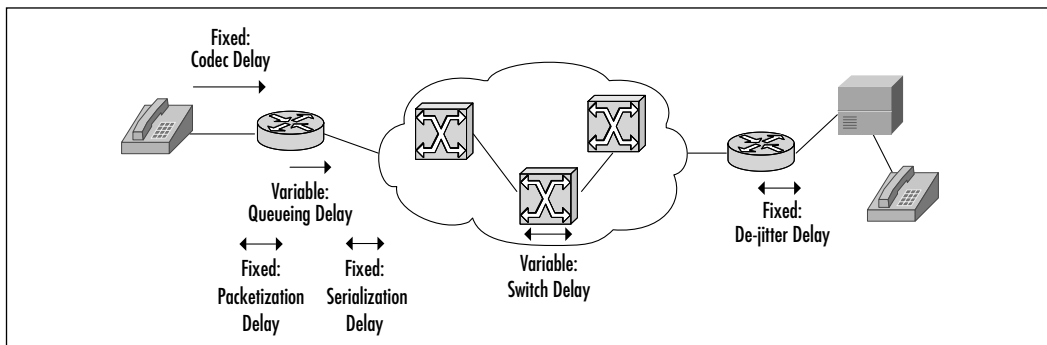 Fixed:
Codec Delay
Variable:
Queueing Delay
Fixed:
Packetization
Delay
Fixed:
Serialization
Delay
Variable:
Switch Delay
Fixed:
De-jitter Delay